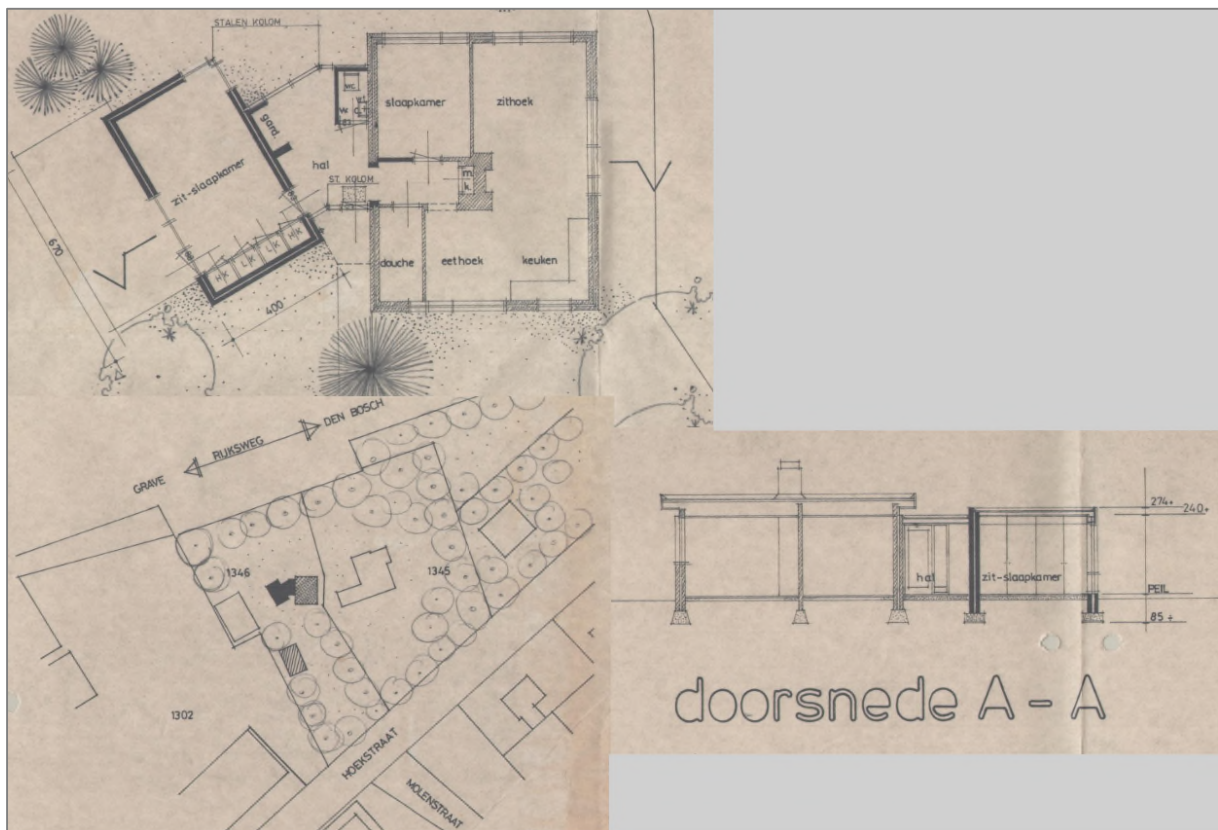 STALEN KOLOM
wc
w.
slaapkamer
zithoek
gard.
hal
zit-slaapkamer
ST. KOLOM
m.
k.
670
H/K
L/K
L/K
H/K
400
douche
eethoek
keuken
GRAVE
RIJKSWEG
DEN BOSCH
1346
1345
1302
HOEKSTRAAT
MOLENSTRAAT
274+
240+
hal
zit-slaapkamer
PEIL
85+
doorsnede A-A